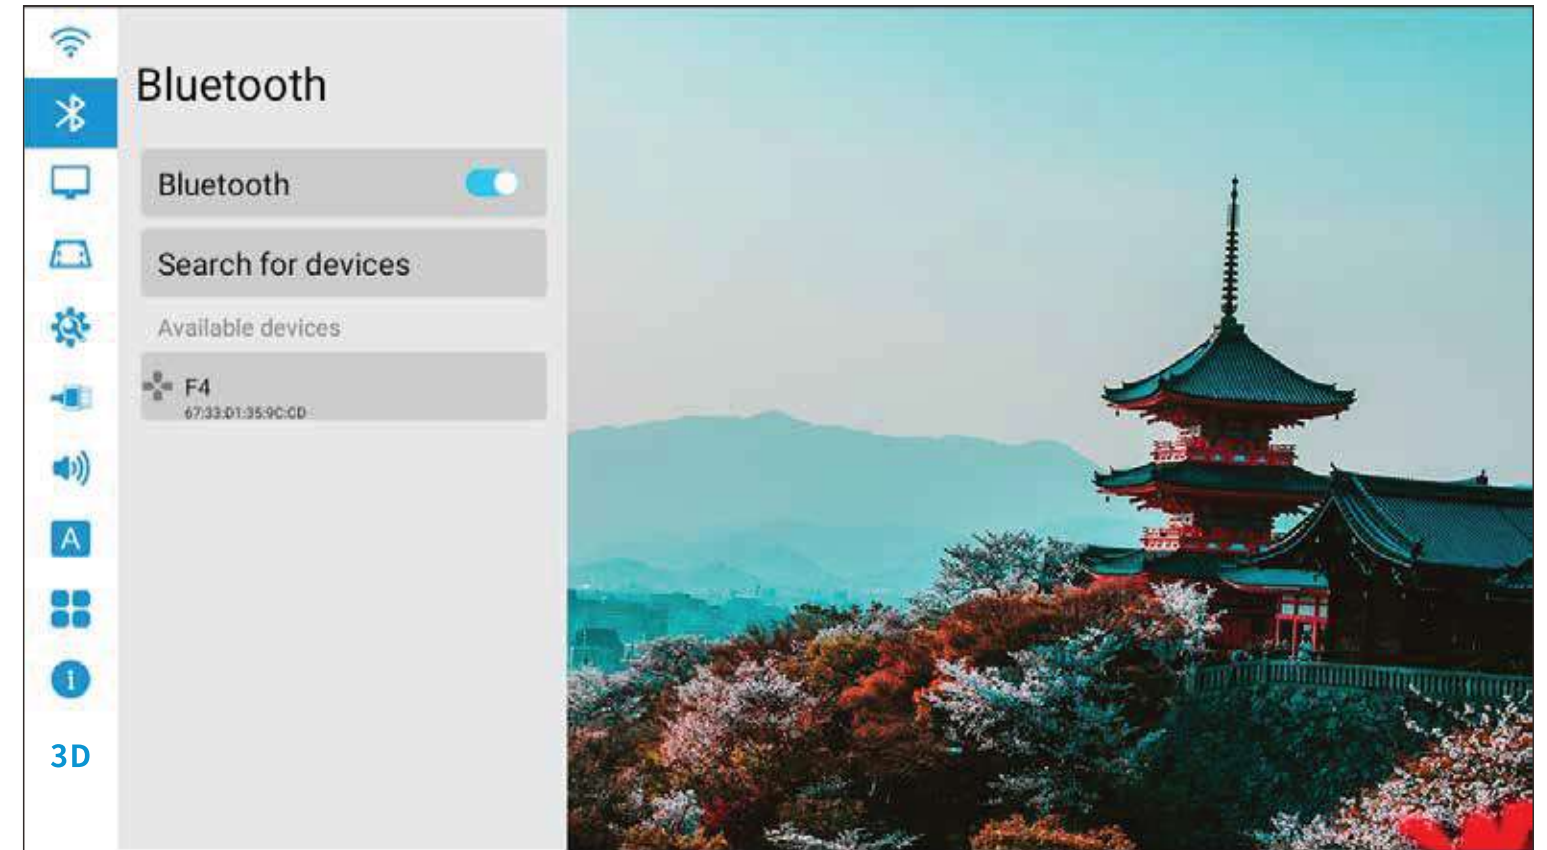 Bluetooth
Bluetooth
Search for devices
Available devices
F4
67:33:D1:35:9C:CD
A
i
3D